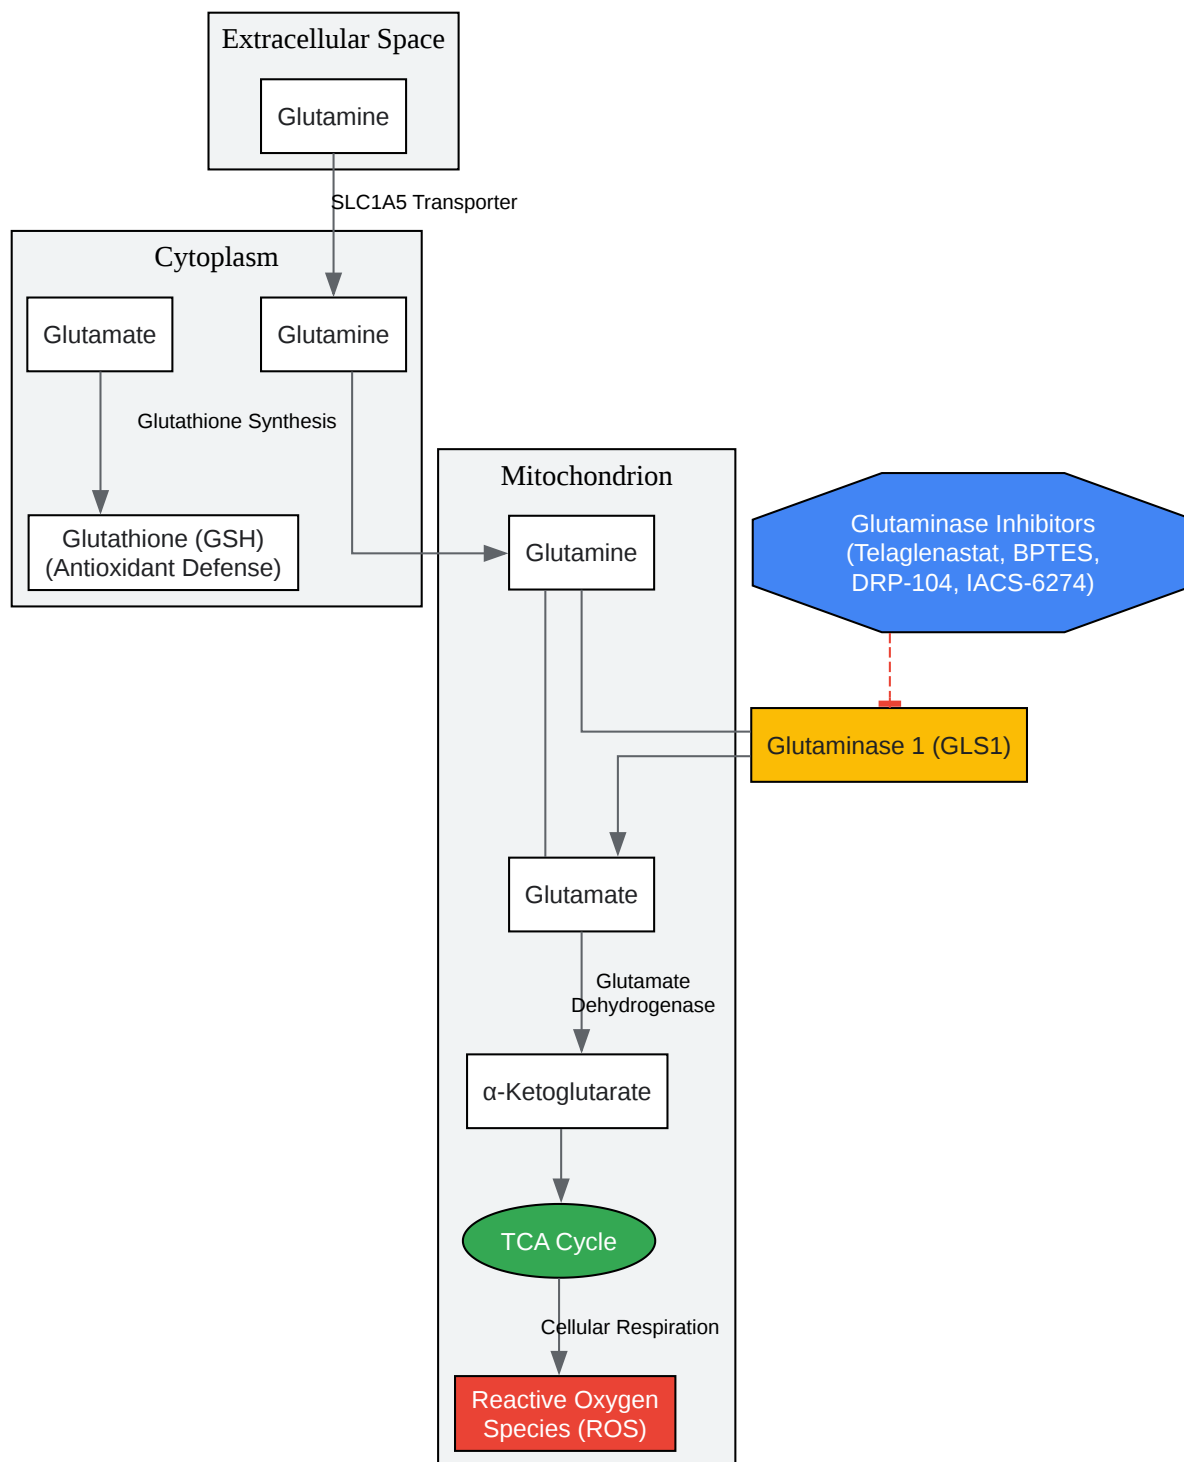 Extracellular Space
Glutamine
SLC1A5 Transporter
Cytoplasm
Glutamate
Glutamine
Glutathione Synthesis
Glutathione (GSH)
(Antioxidant Defense)
Mitochondrion
Glutamine
Glutaminase Inhibitors
(Telaglenastat, BPTES,
DRP-104, IACS-6274)
Glutaminase 1 (GLS1)
Glutamate
Glutamate
Dehydrogenase
α-Ketoglutarate
TCA Cycle
Cellular Respiration
Reactive Oxygen
Species (ROS)